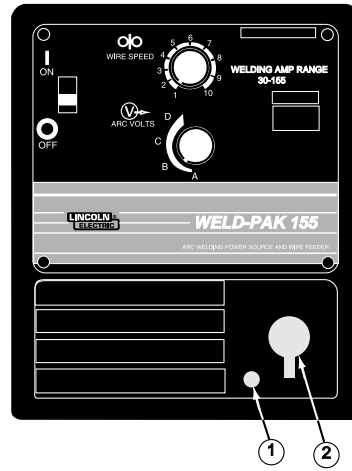 ON
OFF
WIRE SPEED
1 2 3 4 5 6 7 8 9 10
WELDING AMP RANGE
30-155
V
ARC VOLTS
A B C D
LINCOLN ®
ELECTRIC
WELD-PAK 155
ARC WELDING POWER SOURCE AND WIRE FEEDER
1
2